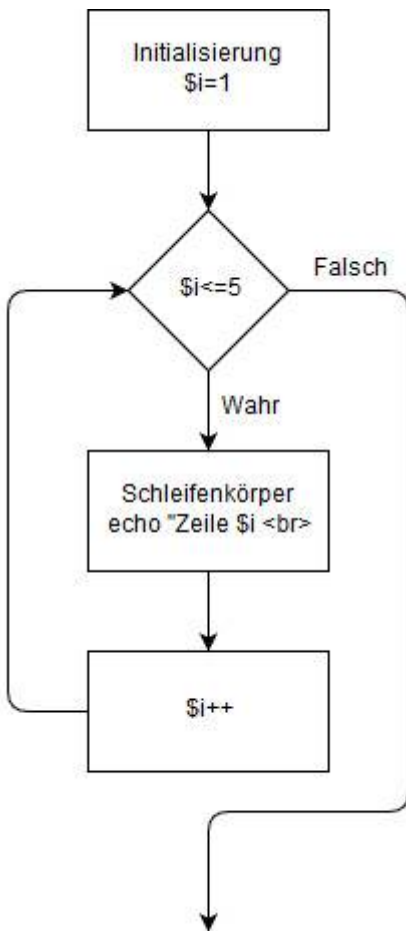 Initialisierung
$i=1
$i<=5
Falsch
Wahr
Schleifenkörper
echo "Zeile $i <br>
$i++